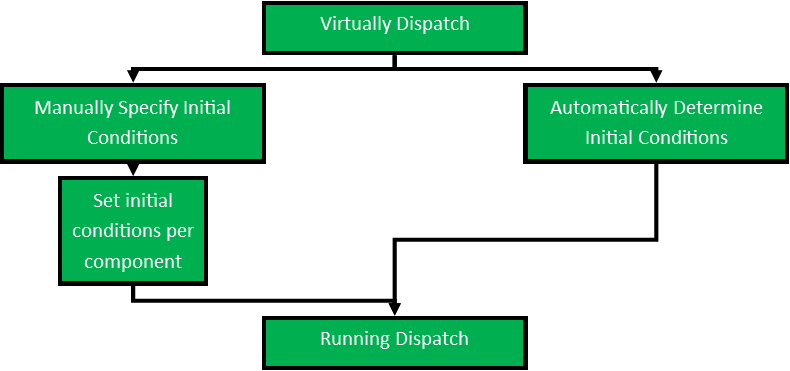 Virtually Dispatch
Manually Specify Initial
Conditions
Automatically Determine
Initial Conditions
Set initial
conditions per
component
Running Dispatch